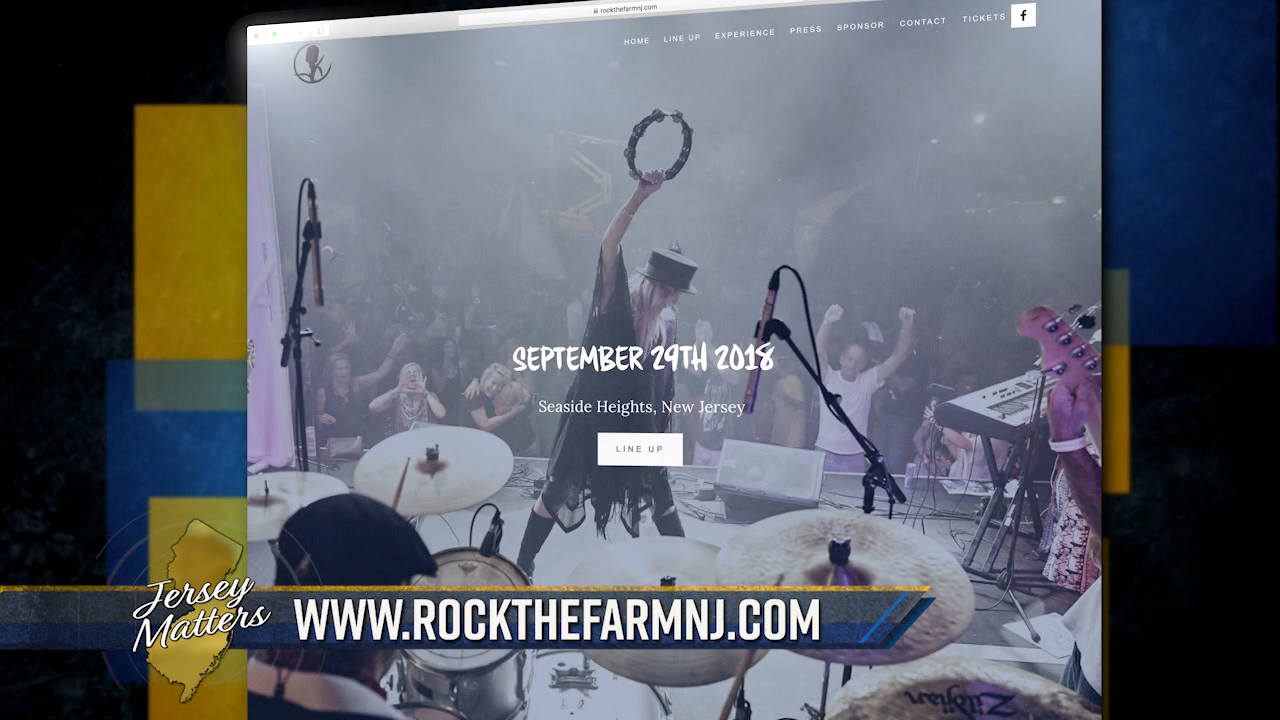 rockthefarmnj.com
HOME LINE UP EXPERIENCE PRESS SPONSOR CONTACT TICKETS f
SEPTEMBER 29TH 2018
Seaside Heights, New Jersey
LINE UP
Jersey
Matters
WWW.ROCKTHEFARMNJ.COM
Zildjian